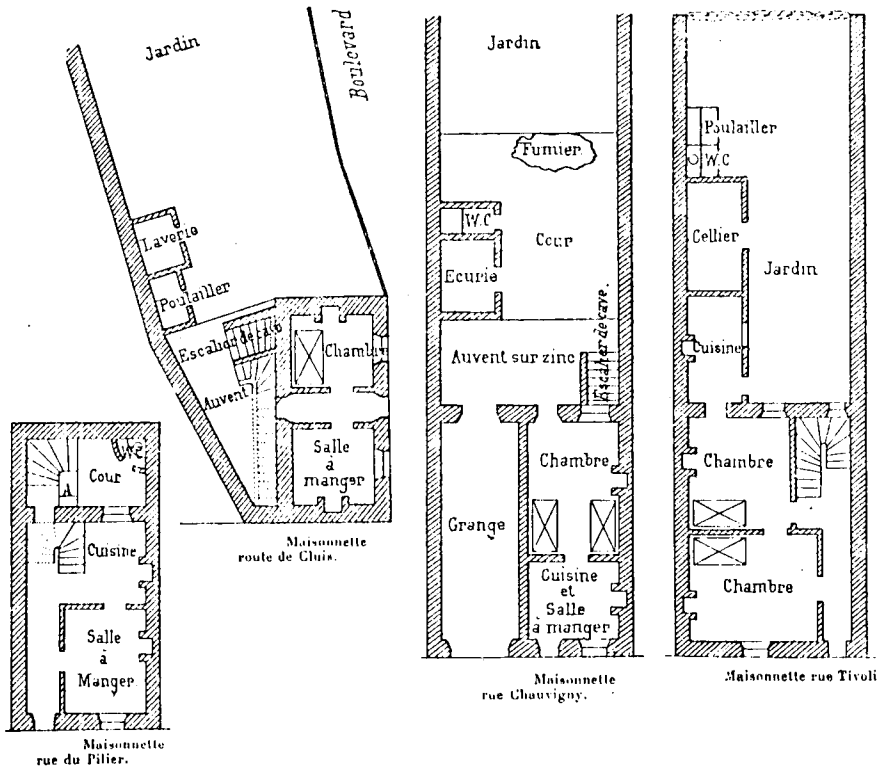 Jardin
Boulevard
Laverie
Poulailler
Escalier de cave
Auvent
Chambre
Salle
à
manger
Maisonnette
route de Cluis.
W.C
Cour
A
Cuisine
Salle
à
Manger
Maisonnette
rue du Pilier.
Jardin
Fumier
W.C
Cour
Ecurie
Auvent sur zinc
Escalier de cave.
Chambre
Grange
Cuisine
et
Salle
à manger
Maisonnette
rue Chauvigny.
Poulailler
W.C
Cellier
Jardin
Cuisine
Chambre
Chambre
Maisonnette rue Tivoli